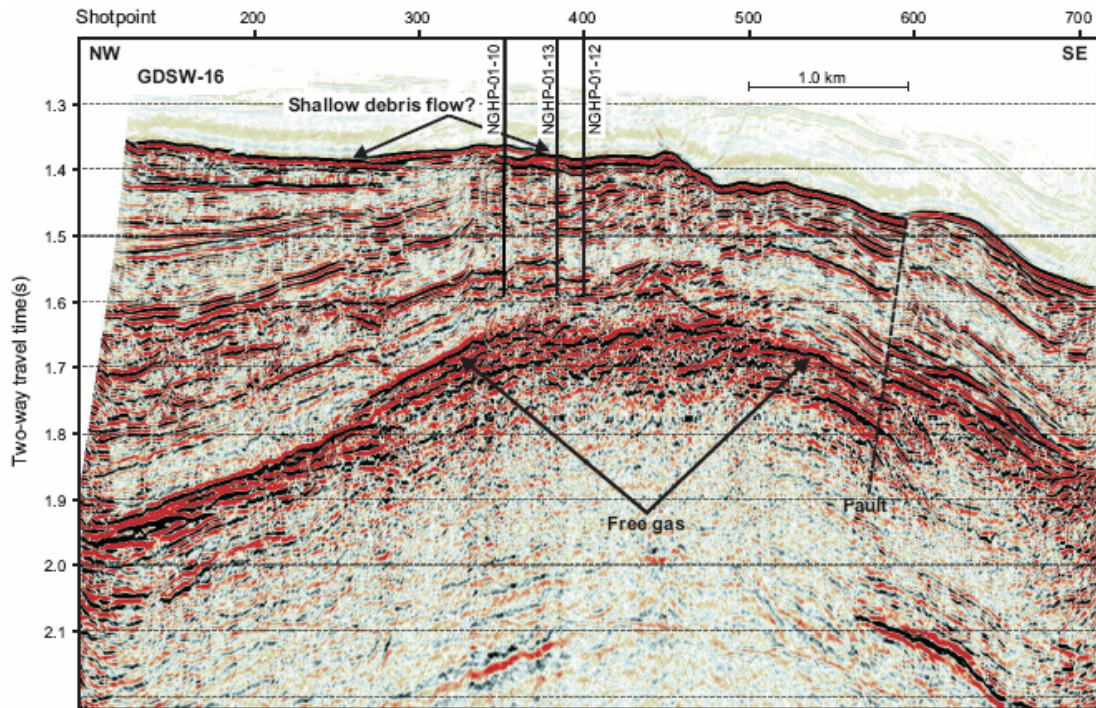 Shotpoint 200 300 400 500 600 700
NW
SE
GDSW-16
NGHP-01-10
NGHP-01-13
NGHP-01-12
1.0 km
Shallow debris flow?
1.3
1.4
1.5
1.6
1.7
1.8
1.9
2.0
2.1
Two-way travel time(s)
Free gas
Fault